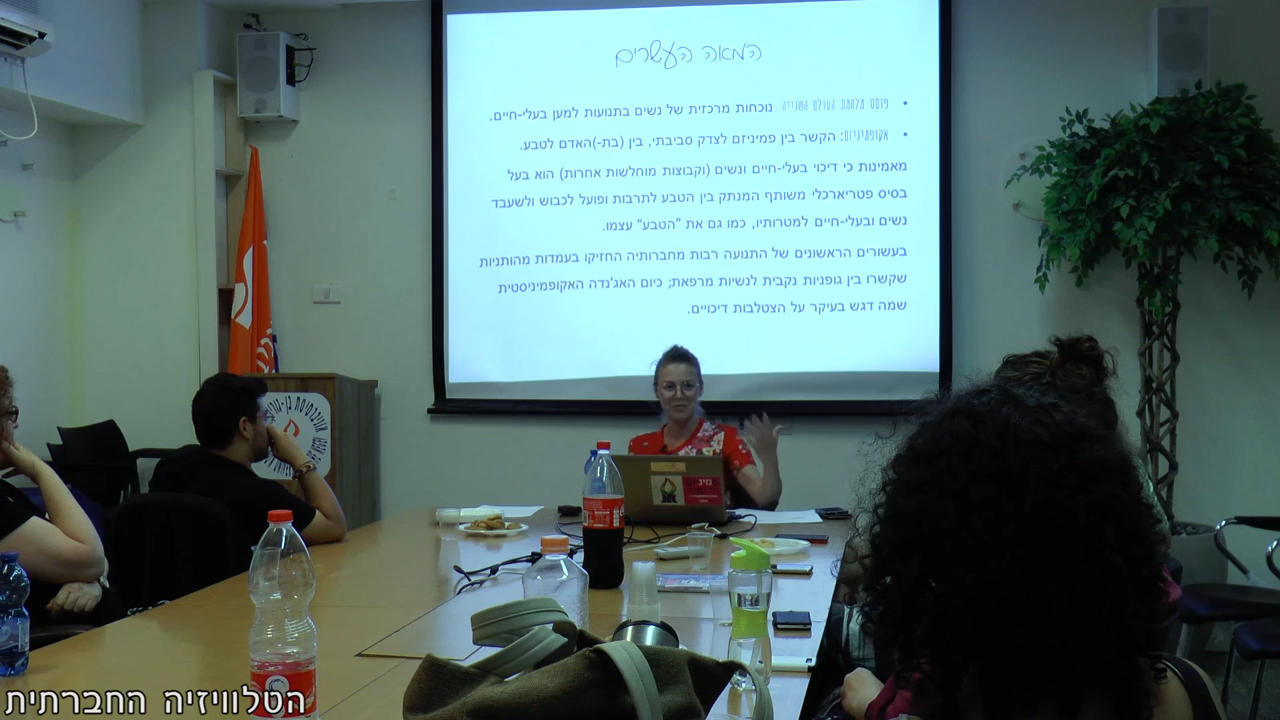 המאה העשרים
• פוסט מלחמת העולם השנייה: נוכחות מרכזית של נשים בתנועות למען בעלי-חיים.
• אקופמיניזם: הקשר בין פמיניזם לצדק סביבתי, בין (בת-)האדם לטבע.
מאמינות כי דיכוי בעלי-חיים ונשים (וקבוצות מוחלשות אחרות) הוא בעל
בסיס פטריארכלי משותף המנתק בין הטבע לתרבות ופועל לכבוש ולשעבד
נשים ובעלי-חיים למטרותיו, כמו גם את "הטבע" עצמו.
בעשורים הראשונים של התנועה רבות מחברותיה החזיקו בעמדות מהותניות
שקשרו בין גופניות נקבית לנשיות מרפאת; כיום האג'נדה האקופמיניסטית
שמה דגש בעיקר על הצטלבות דיכויים.
אוניברסיטת בן-גוריון
הטלוויזיה החברתית